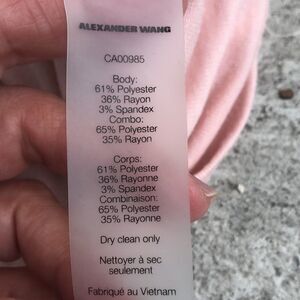 ALEXANDER WANG
CA00985
Body:
61% Polyester
36% Rayon
3% Spandex
Combo:
65% Polyester
35% Rayon
Corps:
61% Polyester
36% Rayonne
3% Spandex
Combinaison:
65% Polyester
35% Rayonne
Dry clean only
Nettoyer à sec
seulement
Fabriqué au Vietnam